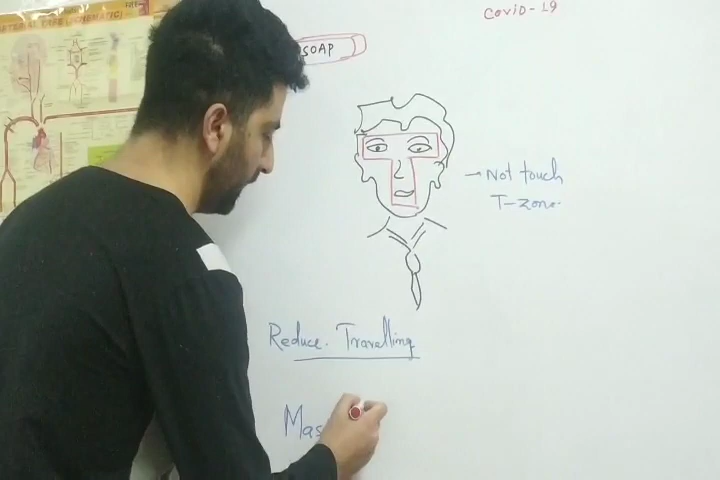 Covid-19
SOAP
Not touch
T-zone.
Reduce. Travelling
Mas